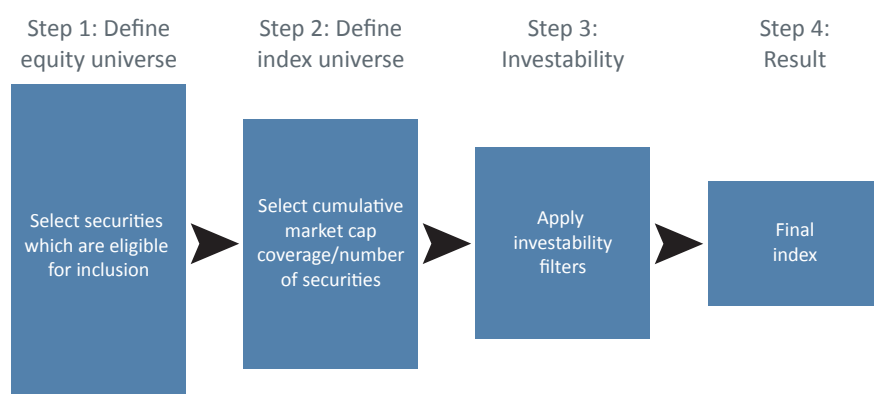 Step 1: Define
equity universe
Step 2: Define
index universe
Step 3:
Investability
Step 4:
Result
Select securities
which are eligible
for inclusion
Select cumulative
market cap
coverage/number
of securities
Apply
investability
filters
Final
index